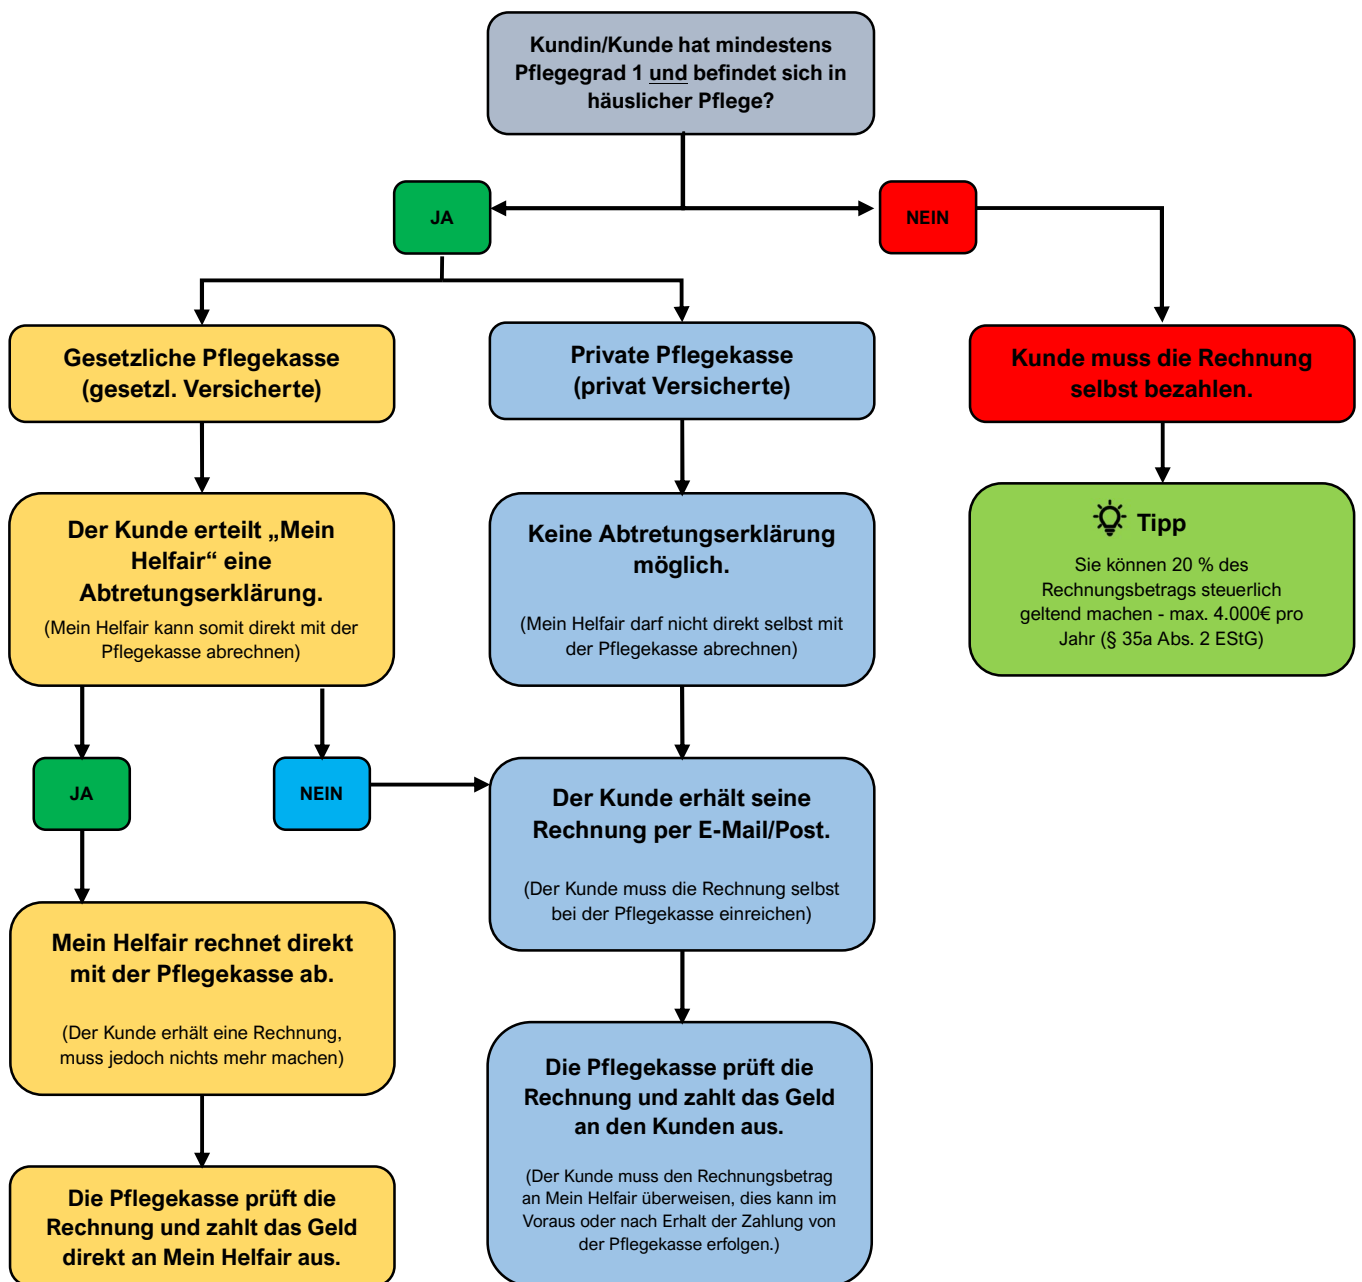 Kundin/Kunde hat mindestens
Pflegegrad 1 und befindet sich in
häuslicher Pflege?
JA
NEIN
Gesetzliche Pflegekasse
(gesetzl. Versicherte)
Private Pflegekasse
(privat Versicherte)
Kunde muss die Rechnung
selbst bezahlen.
Der Kunde erteilt „Mein
Helfair“ eine
Abtretungserklärung.
(Mein Helfair kann somit direkt mit der
Pflegekasse abrechnen)
Keine Abtretungserklärung
möglich.
(Mein Helfair darf nicht direkt selbst mit
der Pflegekasse abrechnen)
Tipp
Sie können 20 % des
Rechnungsbetrags steuerlich
geltend machen - max. 4.000€ pro
Jahr (§ 35a Abs. 2 EStG)
JA
NEIN
Der Kunde erhält seine
Rechnung per E-Mail/Post.
(Der Kunde muss die Rechnung selbst
bei der Pflegekasse einreichen)
Mein Helfair rechnet direkt
mit der Pflegekasse ab.
(Der Kunde erhält eine Rechnung,
muss jedoch nichts mehr machen)
Die Pflegekasse prüft die
Rechnung und zahlt das Geld
an den Kunden aus.
(Der Kunde muss den Rechnungsbetrag
an Mein Helfair überweisen, dies kann im
Voraus oder nach Erhalt der Zahlung von
der Pflegekasse erfolgen.)
Die Pflegekasse prüft die
Rechnung und zahlt das Geld
direkt an Mein Helfair aus.